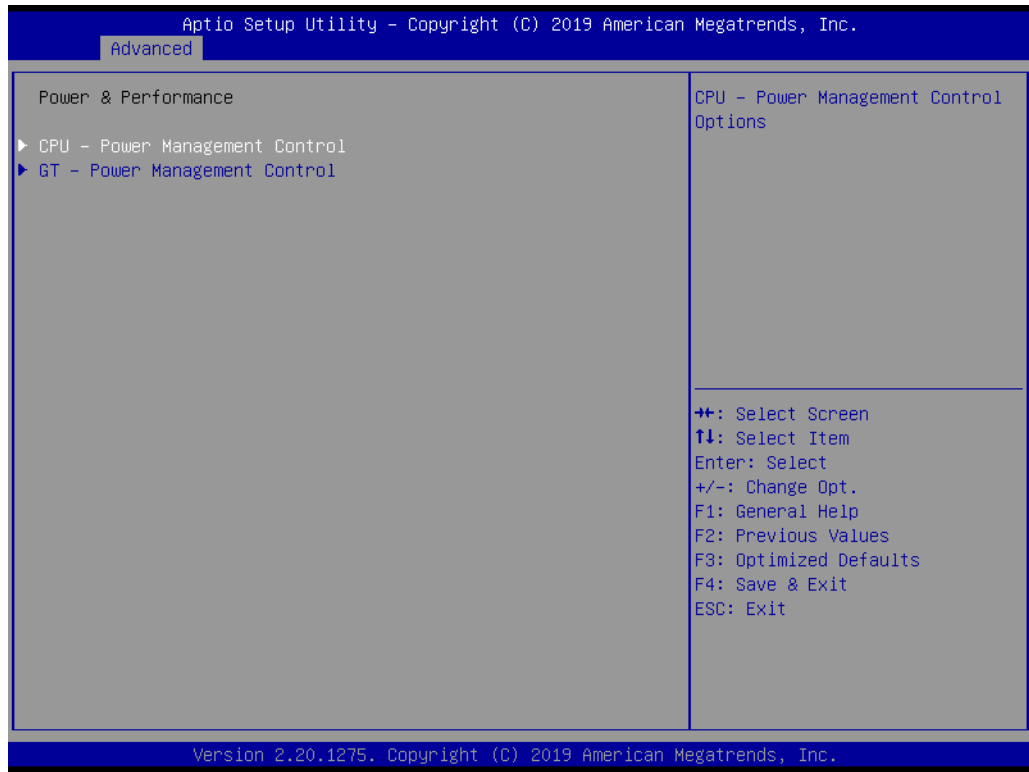 Aptio Setup Utility – Copyright (C) 2019 American Megatrends, Inc.
Advanced
Power & Performance
▶ CPU – Power Management Control
▶ GT – Power Management Control
CPU – Power Management Control
Options
→←: Select Screen
↑↓: Select Item
Enter: Select
+/-: Change Opt.
F1: General Help
F2: Previous Values
F3: Optimized Defaults
F4: Save & Exit
ESC: Exit
Version 2.20.1275. Copyright (C) 2019 American Megatrends, Inc.